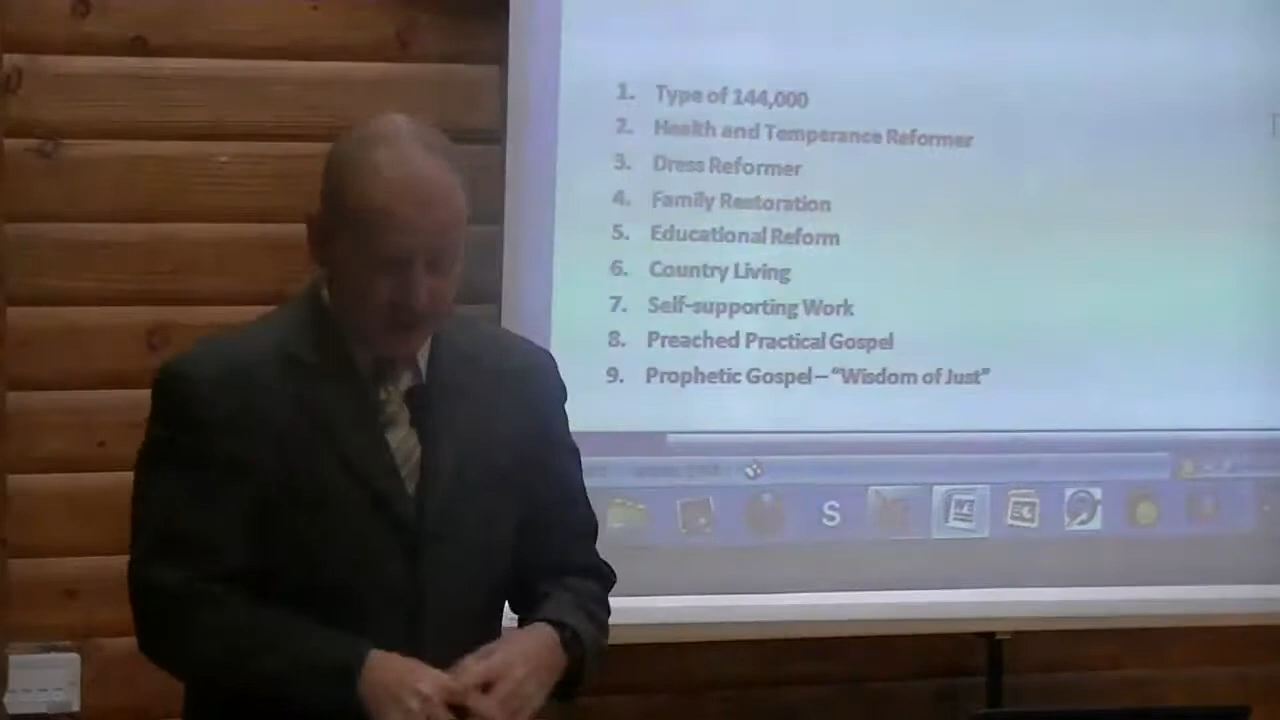 1. Type of 144,000
2. Health and Temperance Reformer
3. Dress Reformer
4. Family Restoration
5. Educational Reform
6. Country Living
7. Self-supporting Work
8. Preached Practical Gospel
9. Prophetic Gospel – "Wisdom of Just"
S